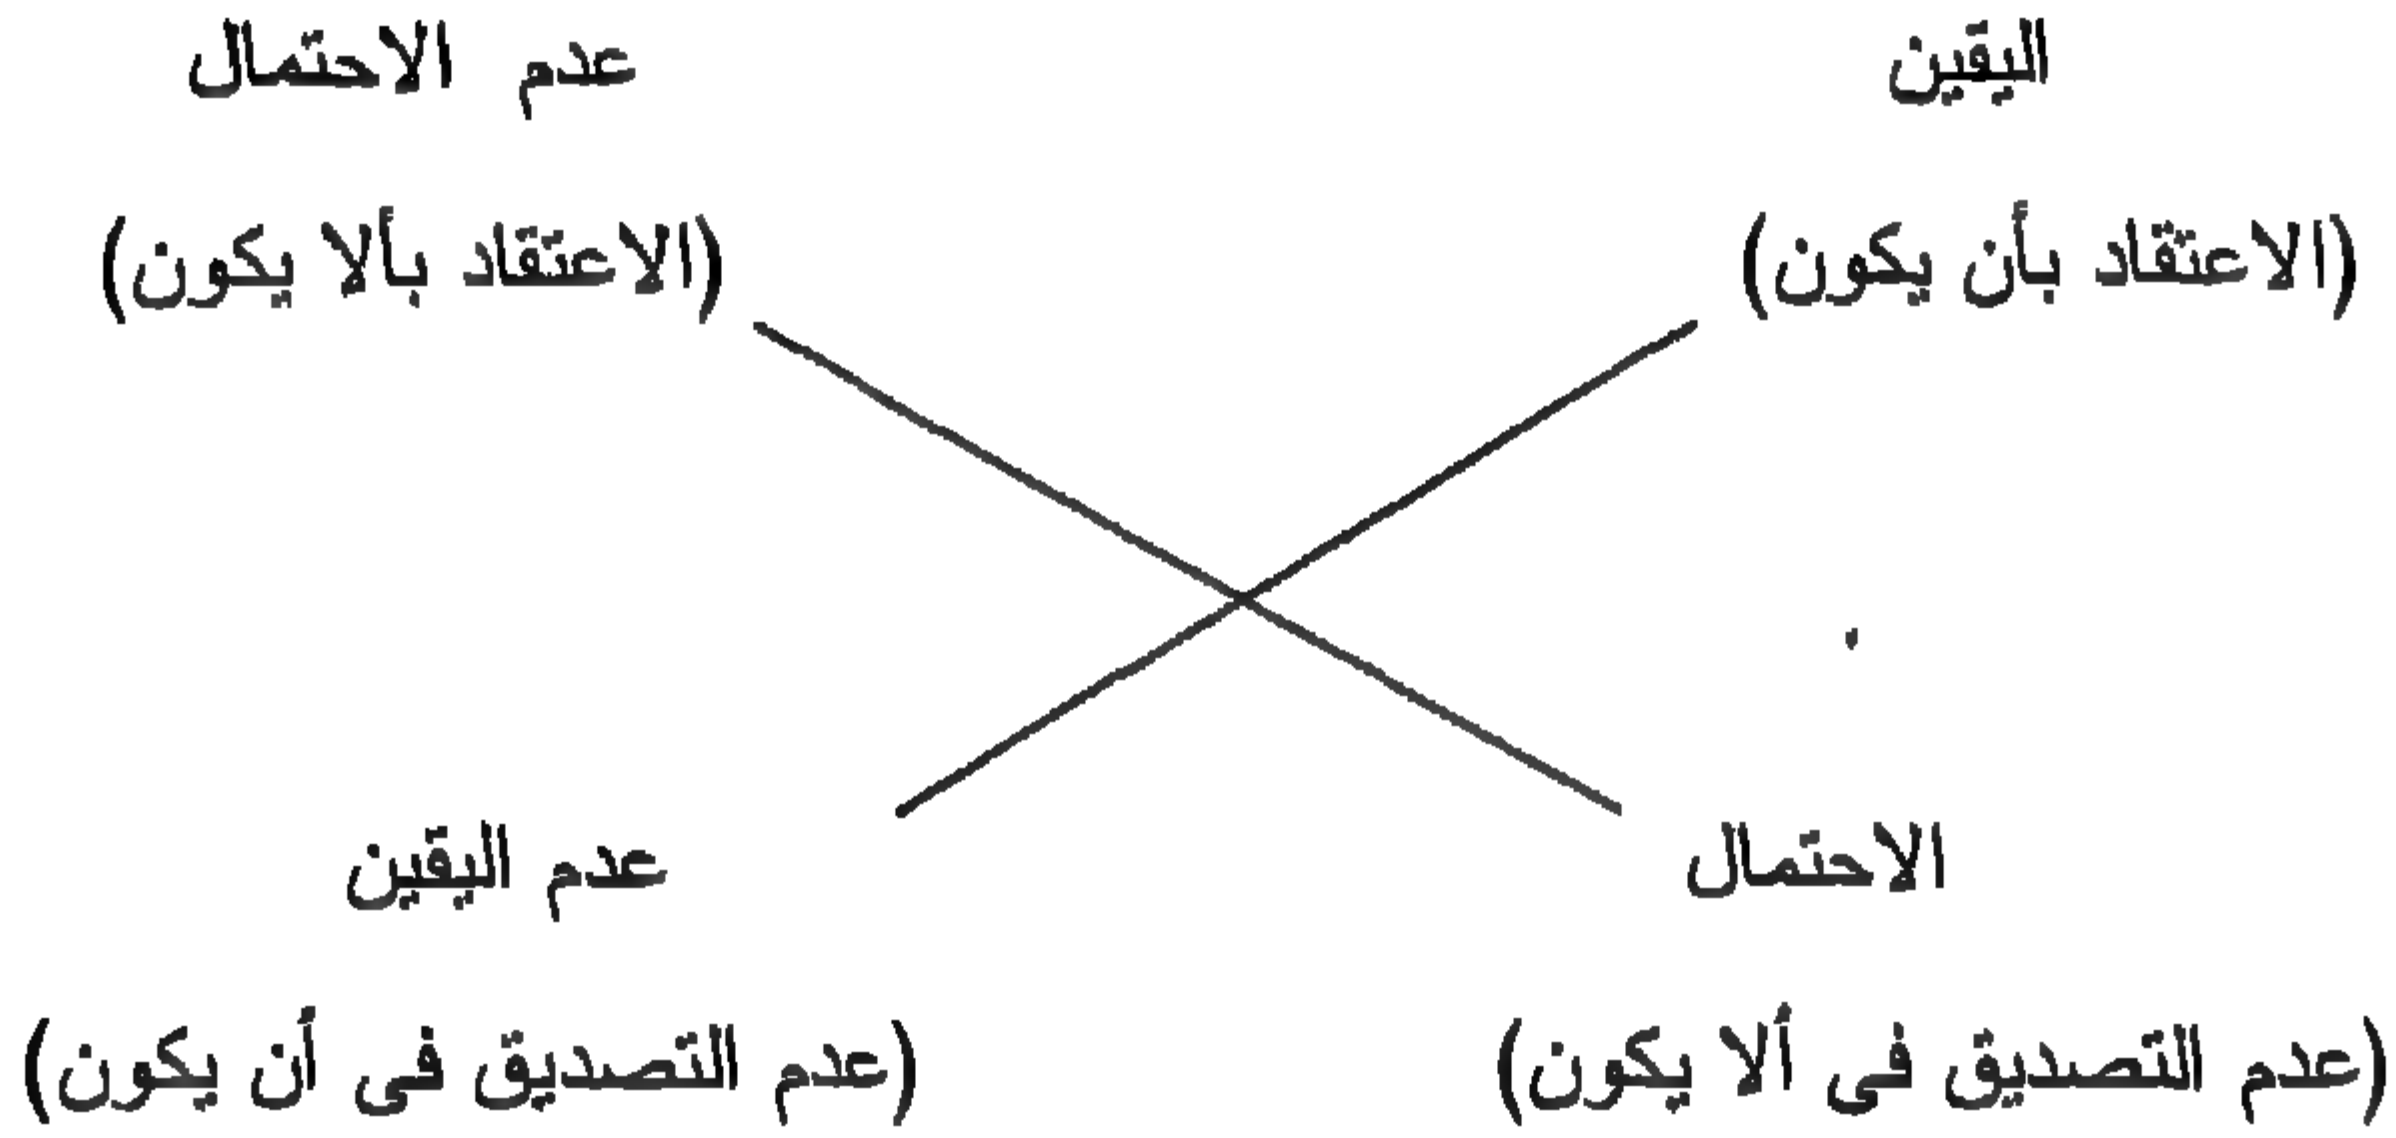 اليقين
عدم الاحتمال
(الاعتقاد بأن يكون)
(الاعتقاد بألا يكون)
الاحتمال
عدم اليقين
(عدم التصديق فى ألا يكون)
(عدم التصديق فى أن يكون)